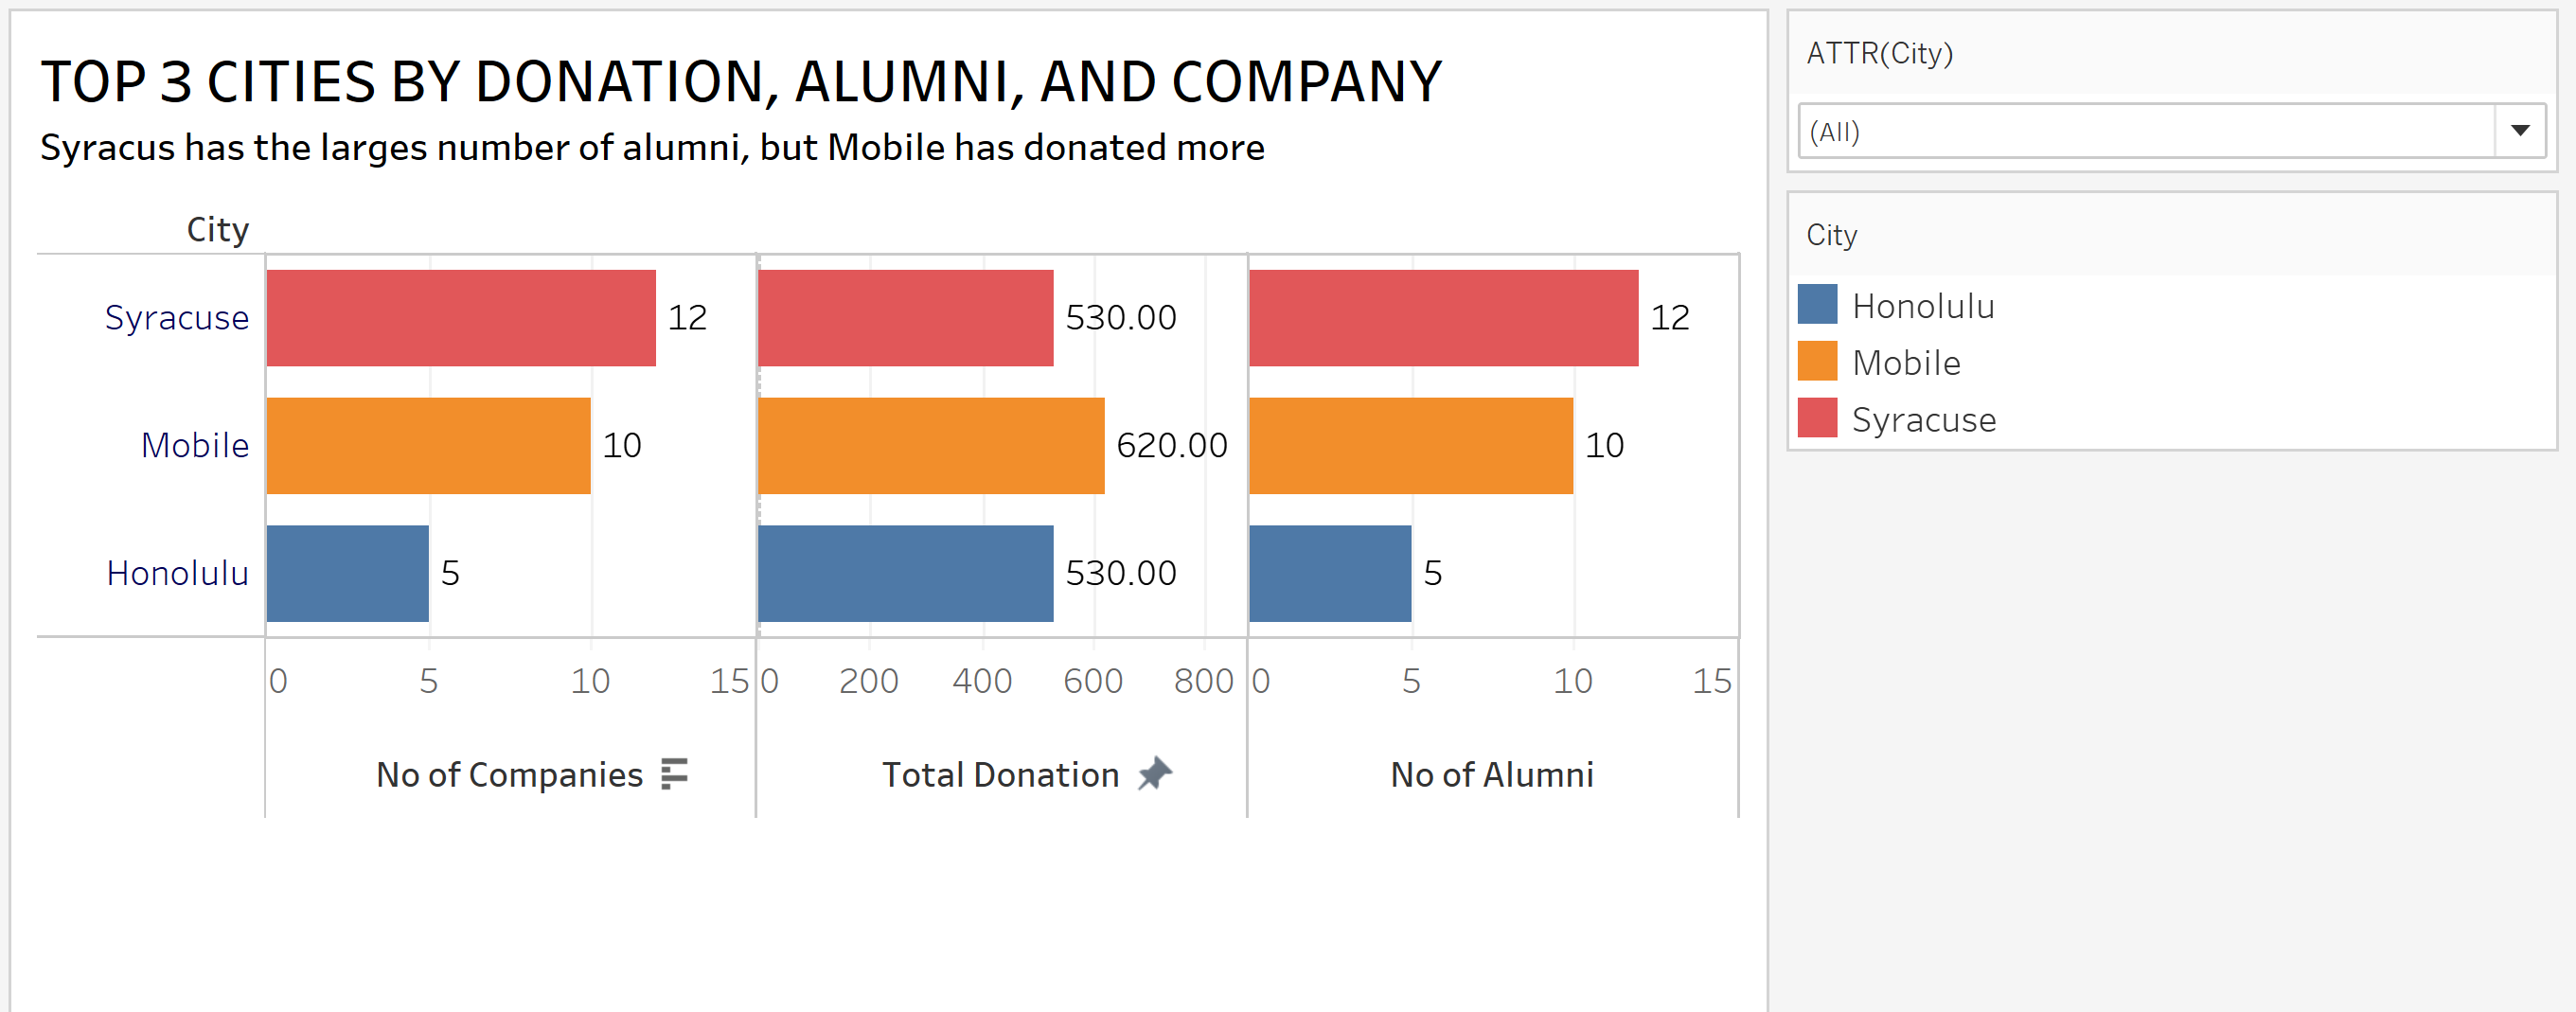 TOP 3 CITIES BY DONATION, ALUMNI, AND COMPANY
Syracus has the larges number of alumni, but Mobile has donated more
City
Syracuse 12 530.00 12
Mobile 10 620.00 10
Honolulu 5 530.00 5
0 5 10 15 0 200 400 600 800 0 5 10 15
No of Companies Total Donation No of Alumni
ATTR(City)
(All)
City
Honolulu
Mobile
Syracuse